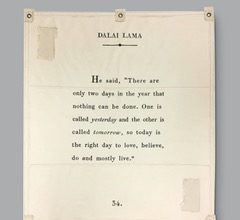 DALAI LAMA
He said, "There are
only two days in the year that
nothing can be done. One is
called yesterday and the other is
called tomorrow, so today is
the right day to love, believe,
do and mostly live."
34.